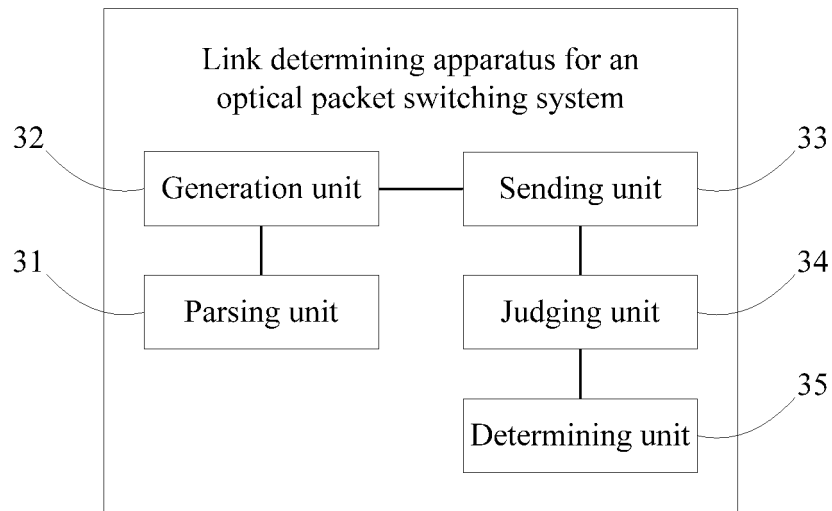 Link determining apparatus for an
optical packet switching system
32
33
Generation unit
Sending unit
31
34
Parsing unit
Judging unit
35
Determining unit